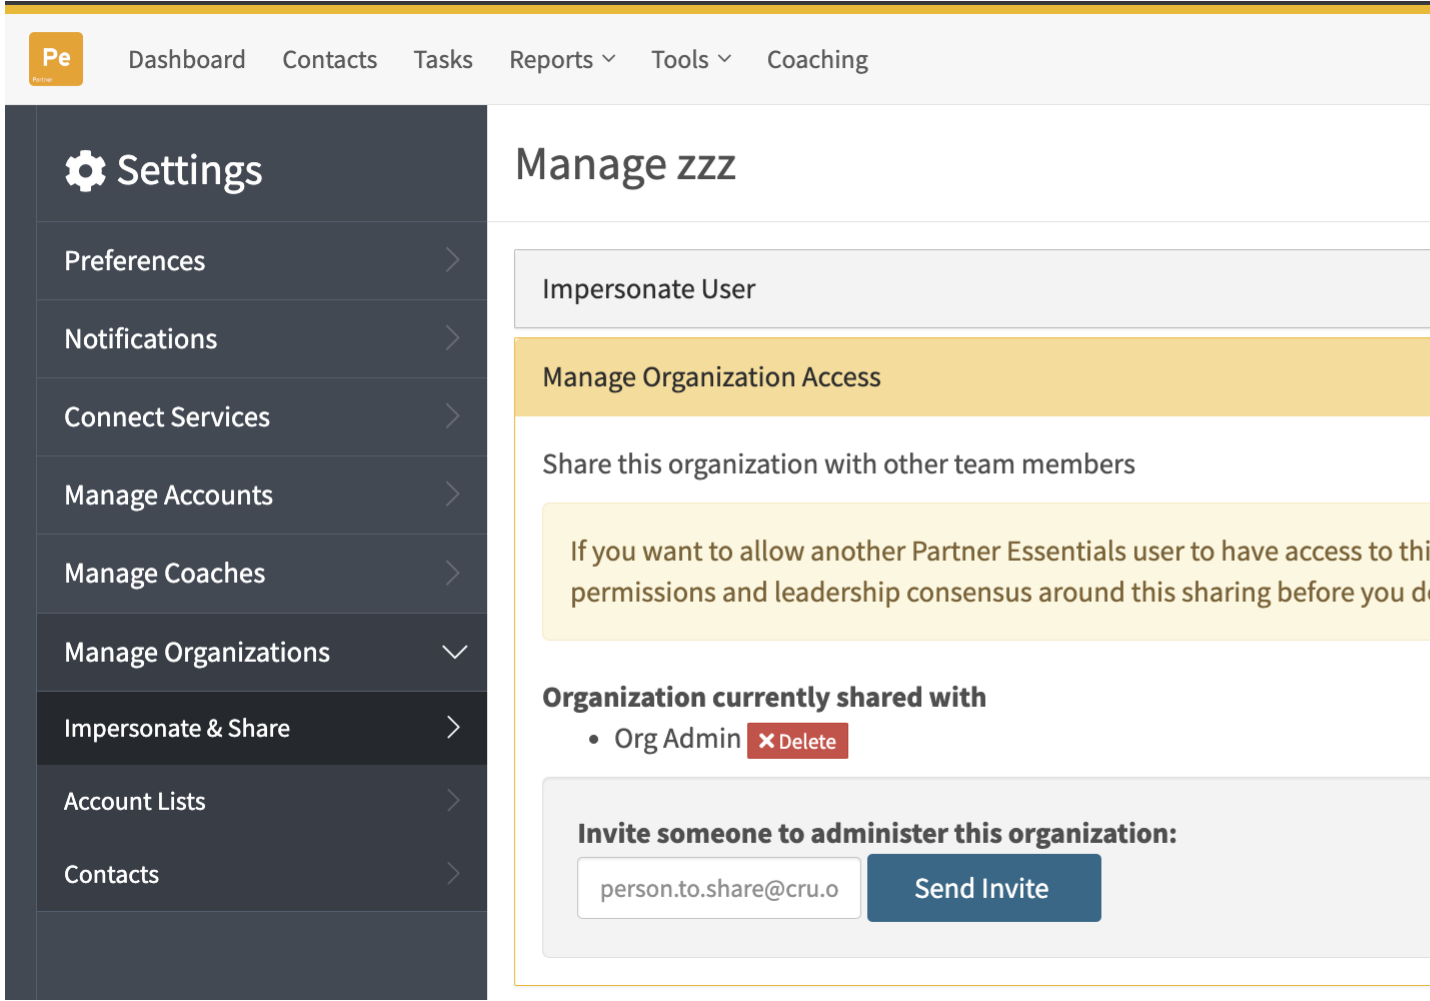 Pe
Partner
Dashboard
Contacts
Tasks
Reports
Tools
Coaching
Settings
Preferences
Notifications
Connect Services
Manage Accounts
Manage Coaches
Manage Organizations
Impersonate & Share
Account Lists
Contacts
Manage zzz
Impersonate User
Manage Organization Access
Share this organization with other team members
If you want to allow another Partner Essentials user to have access to thi
permissions and leadership consensus around this sharing before you d
Organization currently shared with
• Org Admin
Delete
Invite someone to administer this organization:
person.to.share@cru.o
Send Invite